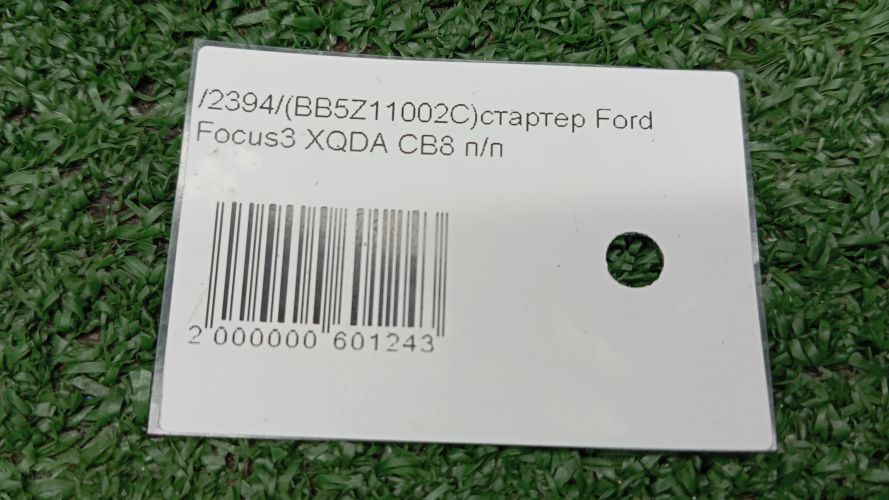 /2394/(BB5Z11002C)стартер Ford
Focus3 XQDA CB8 п/п
2 000000 601243